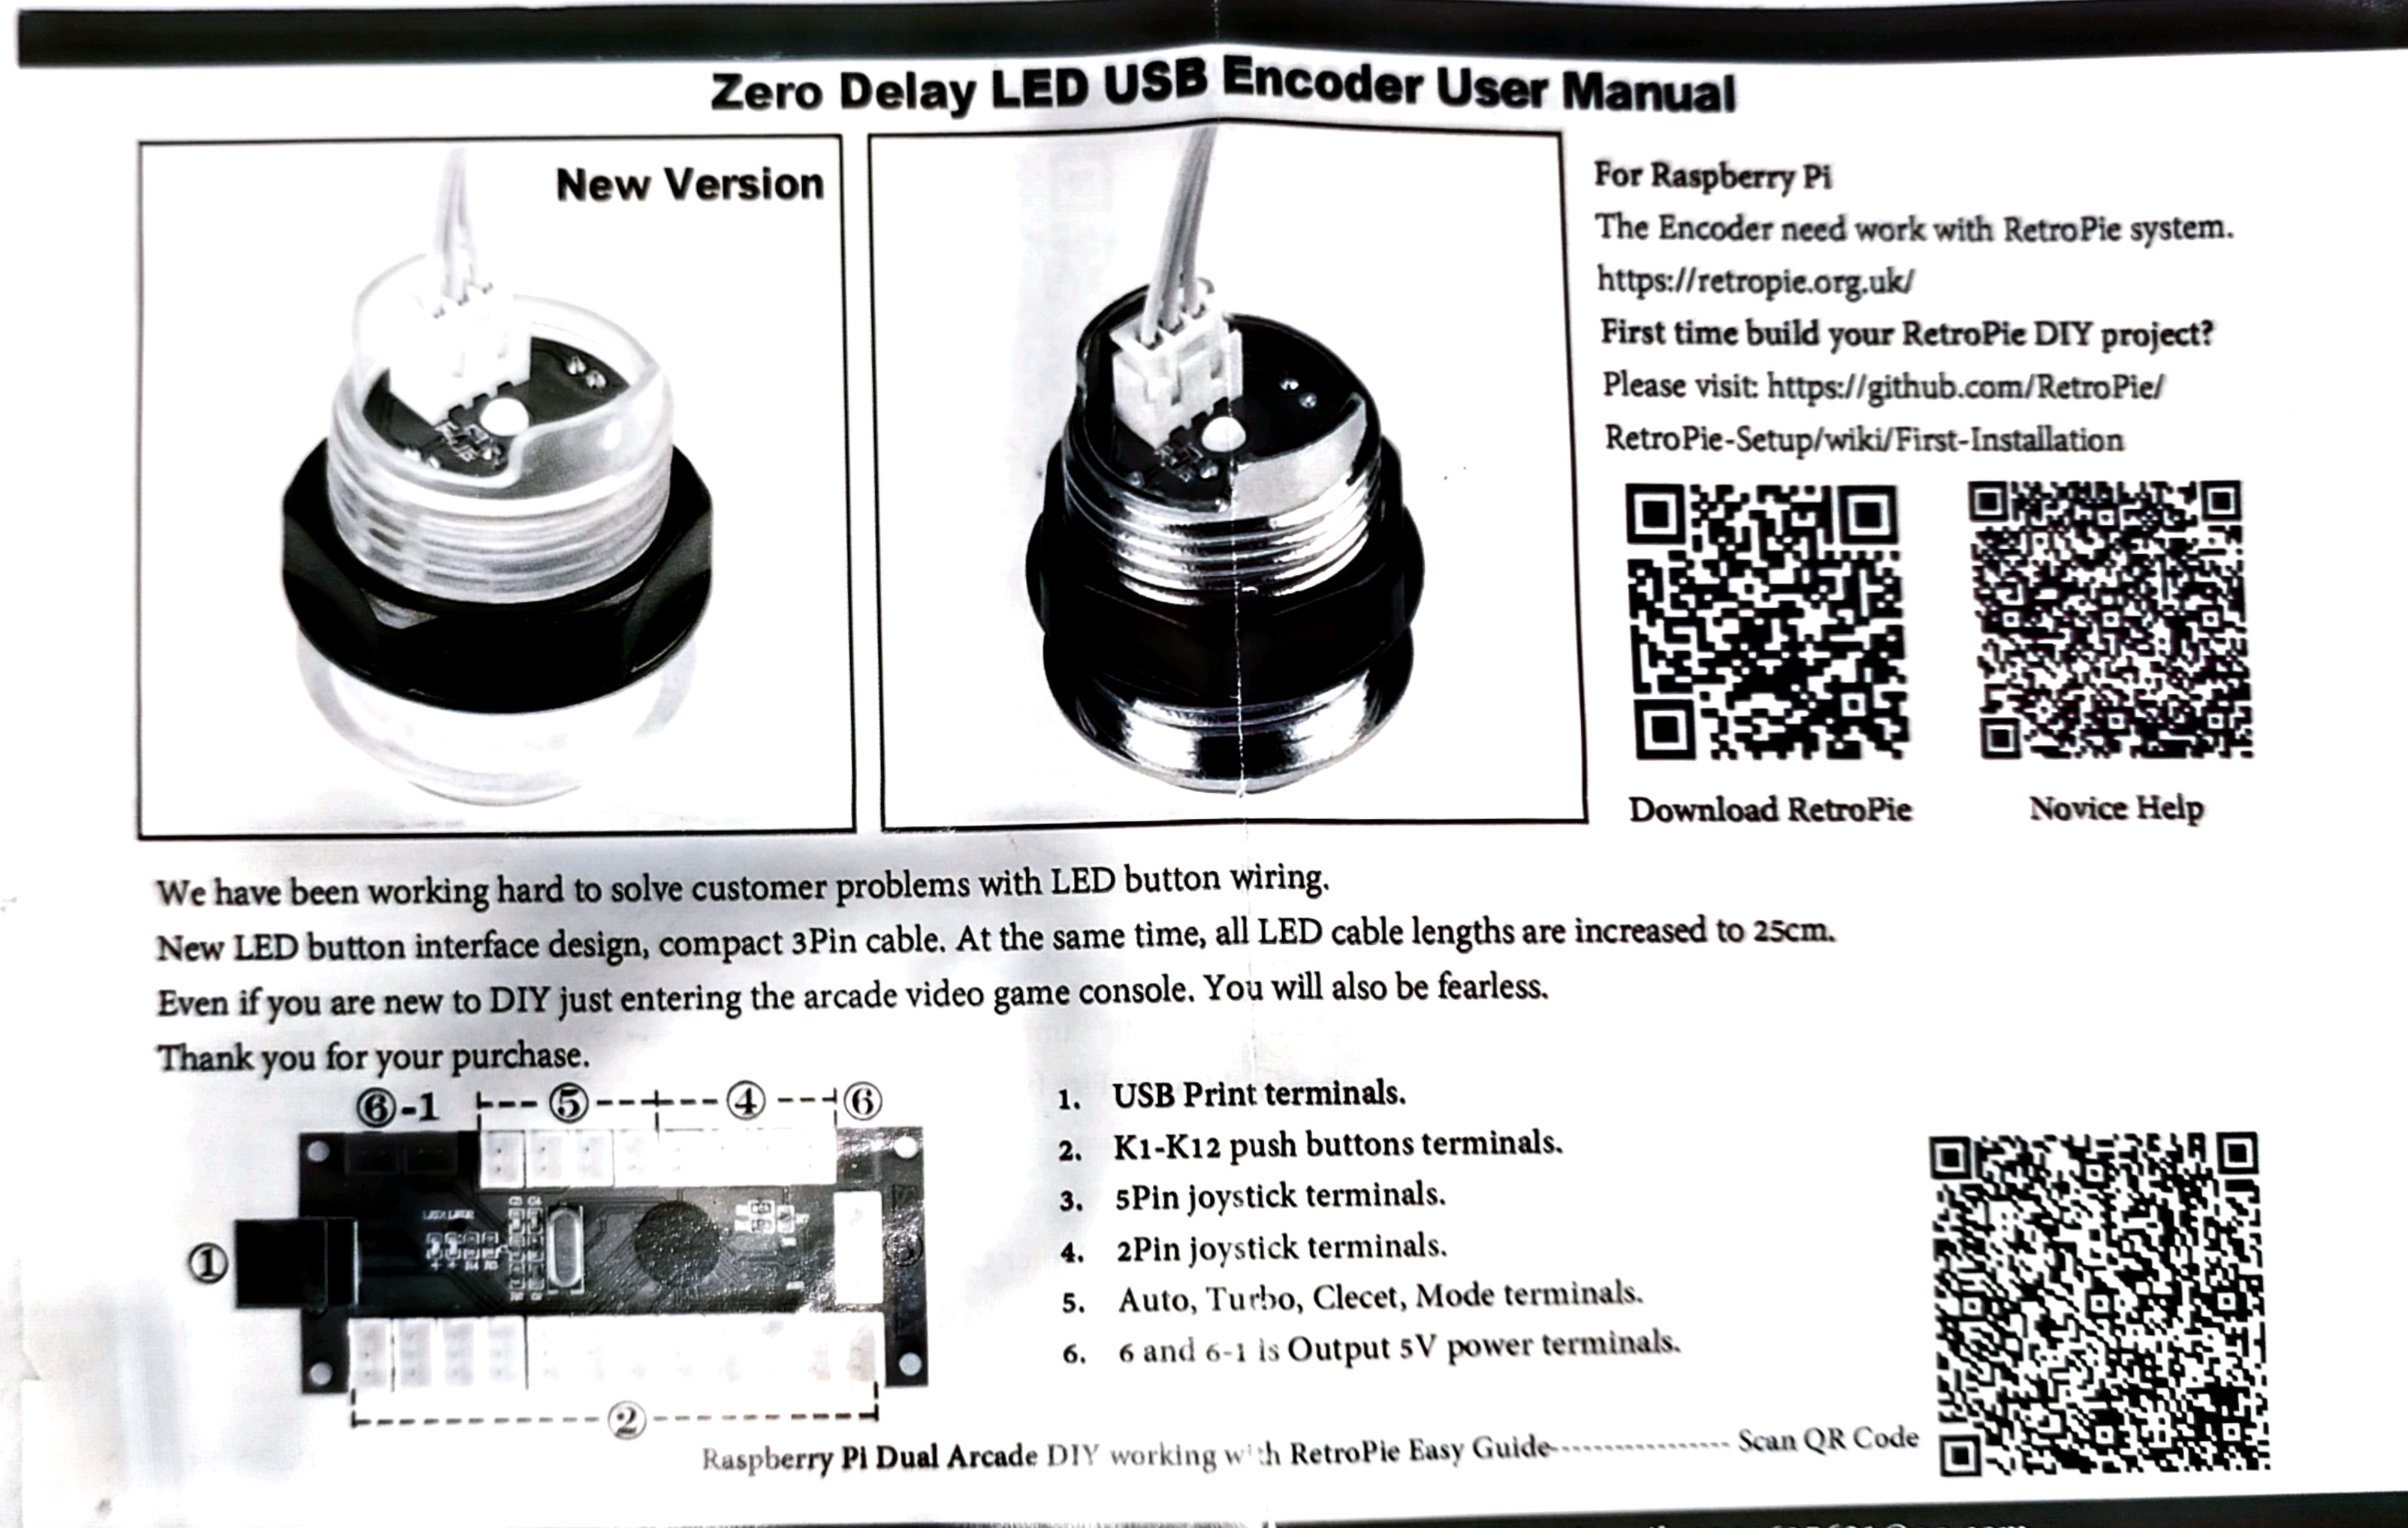 Zero Delay LED USB Encoder User Manual
New Version
For Raspberry Pi
The Encoder need work with RetroPie system.
https://retropie.org.uk/
First time build your RetroPie DIY project?
Please visit: https://github.com/RetroPie/
RetroPie-Setup/wiki/First-Installation
Download RetroPie
Novice Help
We have been working hard to solve customer problems with LED button wiring.
New LED button interface design, compact 3Pin cable. At the same time, all LED cable lengths are increased to 25cm.
Even if you are new to DIY just entering the arcade video game console. You will also be fearless.
Thank you for your purchase.
⑥-1 ⑤ ④ ⑥
①
③
②
1. USB Print terminals.
2. K1-K12 push buttons terminals.
3. 5Pin joystick terminals.
4. 2Pin joystick terminals.
5. Auto, Turbo, Clecet, Mode terminals.
6. 6 and 6-1 is Output 5V power terminals.
Raspberry Pi Dual Arcade DIY working with RetroPie Easy Guide---------------- Scan QR Code